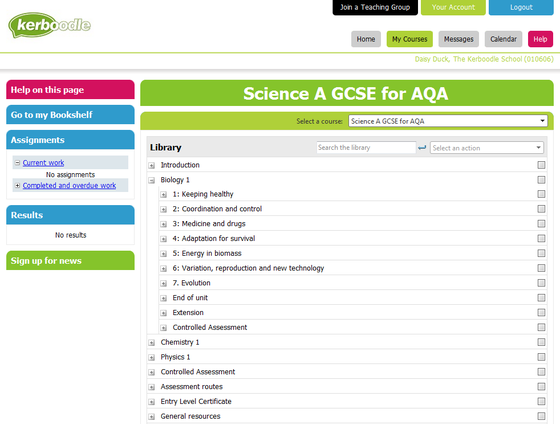 Join a Teaching Group
Your Account
Logout
kerboodle
Home
My Courses
Messages
Calendar
Help
Daisy Duck, The Kerboodle School [010606]
Help on this page
Go to my Bookshelf
Assignments
Current work
No assignments
Completed and overdue work
Results
No results
Sign up for news
Science A GCSE for AQA
Select a course: Science A GCSE for AQA
Library
Search the library
Select an action
Introduction
Biology 1
1: Keeping healthy
2: Coordination and control
3: Medicine and drugs
4: Adaptation for survival
5: Energy in biomass
6: Variation, reproduction and new technology
7. Evolution
End of unit
Extension
Controlled Assessment
Chemistry 1
Physics 1
Controlled Assessment
Assessment routes
Entry Level Certificate
General resources